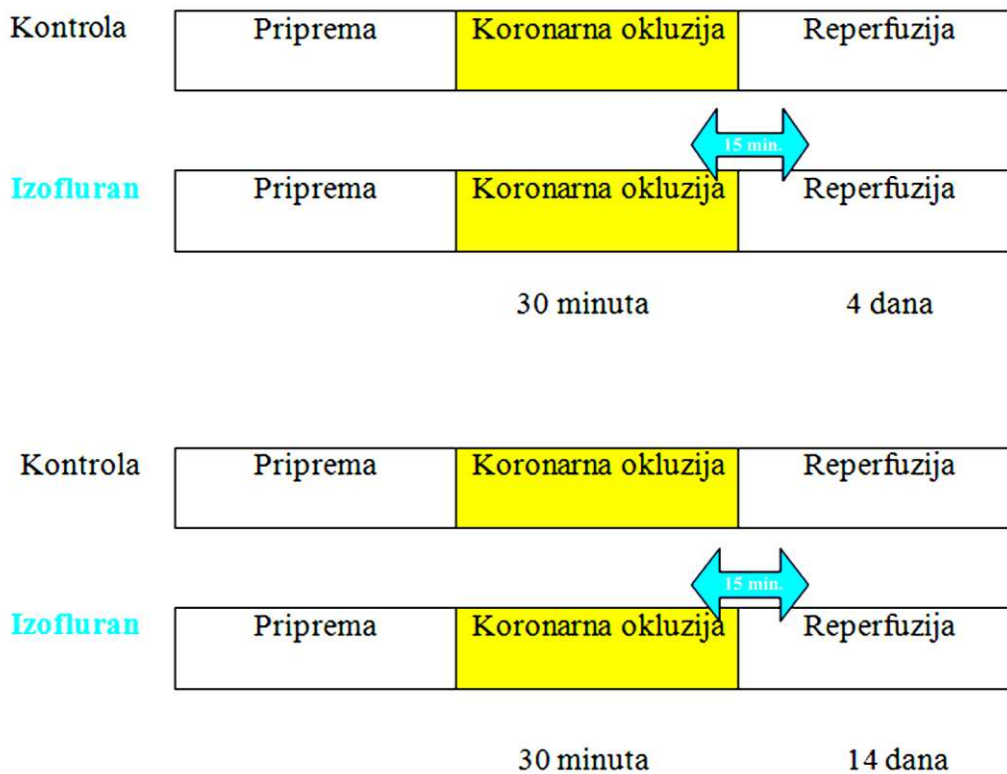 Kontrola Priprema Koronarna okluzija Reperfuzija
15 min.
Izofluran Priprema Koronarna okluzija Reperfuzija
30 minuta 4 dana
Kontrola Priprema Koronarna okluzija Reperfuzija
15 min.
Izofluran Priprema Koronarna okluzija Reperfuzija
30 minuta 14 dana